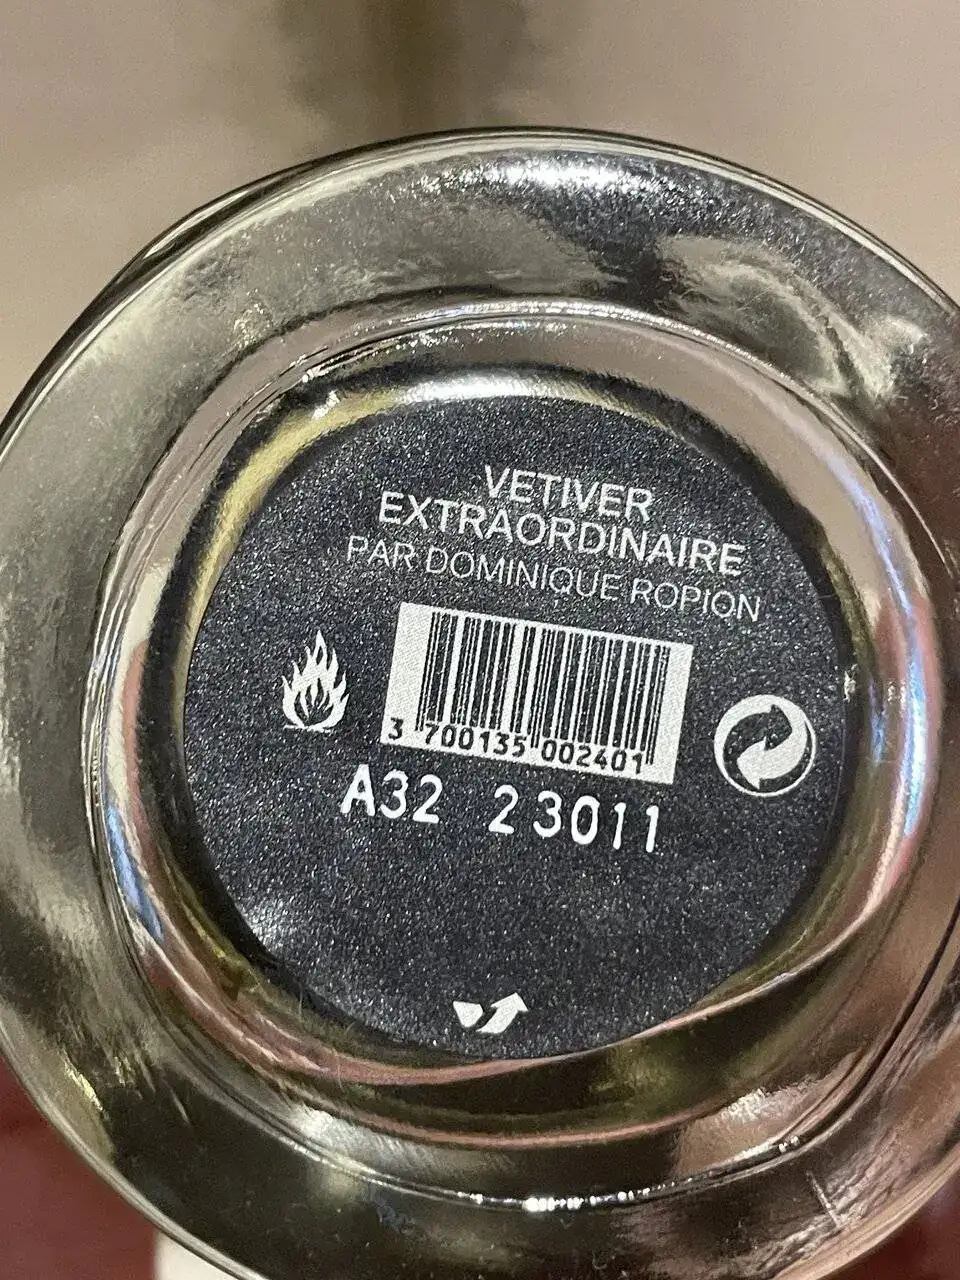 VETIVER
EXTRAORDINAIRE
PAR DOMINIQUE ROPION
3 700135 002401
A32 23011